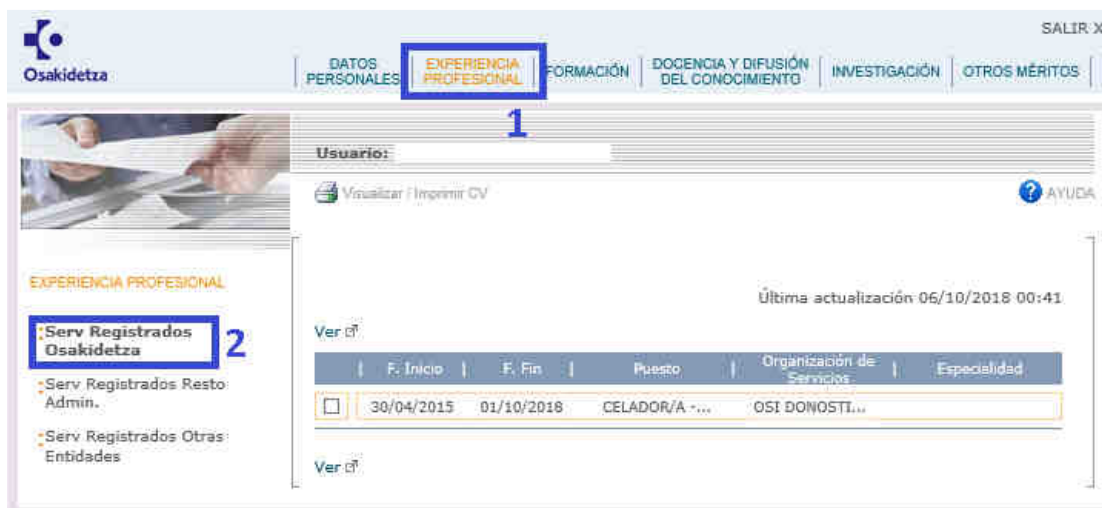 SALIR X
Osakidetza
DATOS PERSONALES
EXPERIENCIA PROFESIONAL
FORMACIÓN
DOCENCIA Y DIFUSIÓN DEL CONOCIMIENTO
INVESTIGACIÓN
OTROS MÉRITOS
1
Usuario:
Visualizar / Imprimir CV
AYUDA
EXPERIENCIA PROFESIONAL
Última actualización 06/10/2018 00:41
Serv Registrados
Osakidetza
2
Serv Registrados Resto
Admin.
Serv Registrados Otras
Entidades
Ver
F. Inicio | F. Fin | Puesto | Organización de Servicios | Especialidad
30/04/2015 01/10/2018 CELADOR/A -... OSI DONOSTI...
Ver